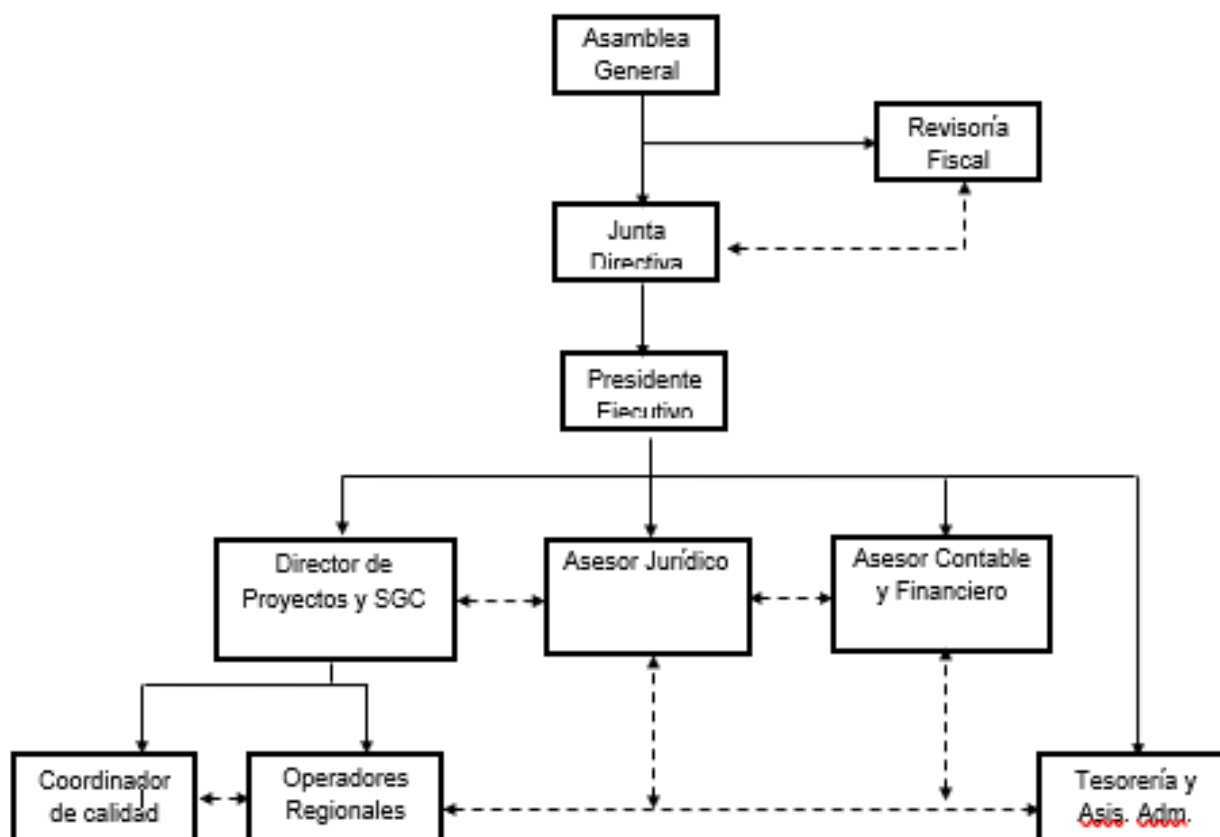 Asamblea
General
Revisoría
Fiscal
Junta
Directiva
Presidente
Ejecutivo
Director de
Proyectos y SGC
Asesor Jurídico
Asesor Contable
y Financiero
Coordinador
de calidad
Operadores
Regionales
Tesorería y
Asis. Adm.